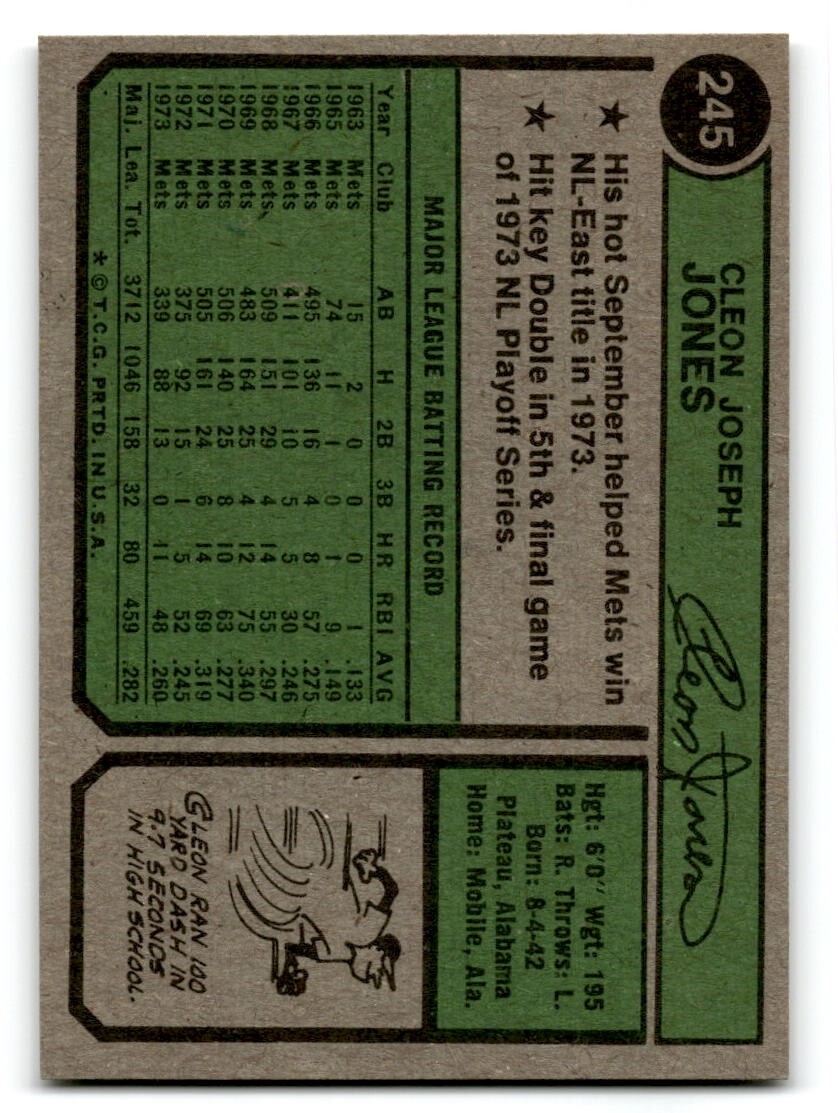 245
CLEON JOSEPH
JONES
Cleon Jones
★ His hot September helped Mets win
NL-East title in 1973.
★ Hit key Double in 5th & final game
of 1973 NL Playoff Series.
MAJOR LEAGUE BATTING RECORD
Year Club AB H 2B 3B HR RBI AVG
1963 Mets 15 2 0 0 0 1 .133
1965 Mets 74 11 1 0 1 9 .149
1966 Mets 495 136 16 4 8 57 .275
1967 Mets 411 101 10 5 5 30 .246
1968 Mets 509 151 29 4 14 55 .297
1969 Mets 483 164 25 4 12 75 .340
1970 Mets 506 140 25 8 10 63 .277
1971 Mets 505 161 24 6 14 69 .319
1972 Mets 375 92 15 1 5 52 .245
1973 Mets 339 88 13 0 11 48 .260
Maj. Lea. Tot. 3712 1046 158 32 80 459 .282
* © T.C.G. PRTD. IN U.S.A.
Hgt: 6'0" Wgt: 195
Bats: R. Throws: L.
Born: 8-4-42
Plateau, Alabama
Home: Mobile, Ala.
CLEON RAN 100
YARD DASH IN
9.7 SECONDS
IN HIGH SCHOOL.